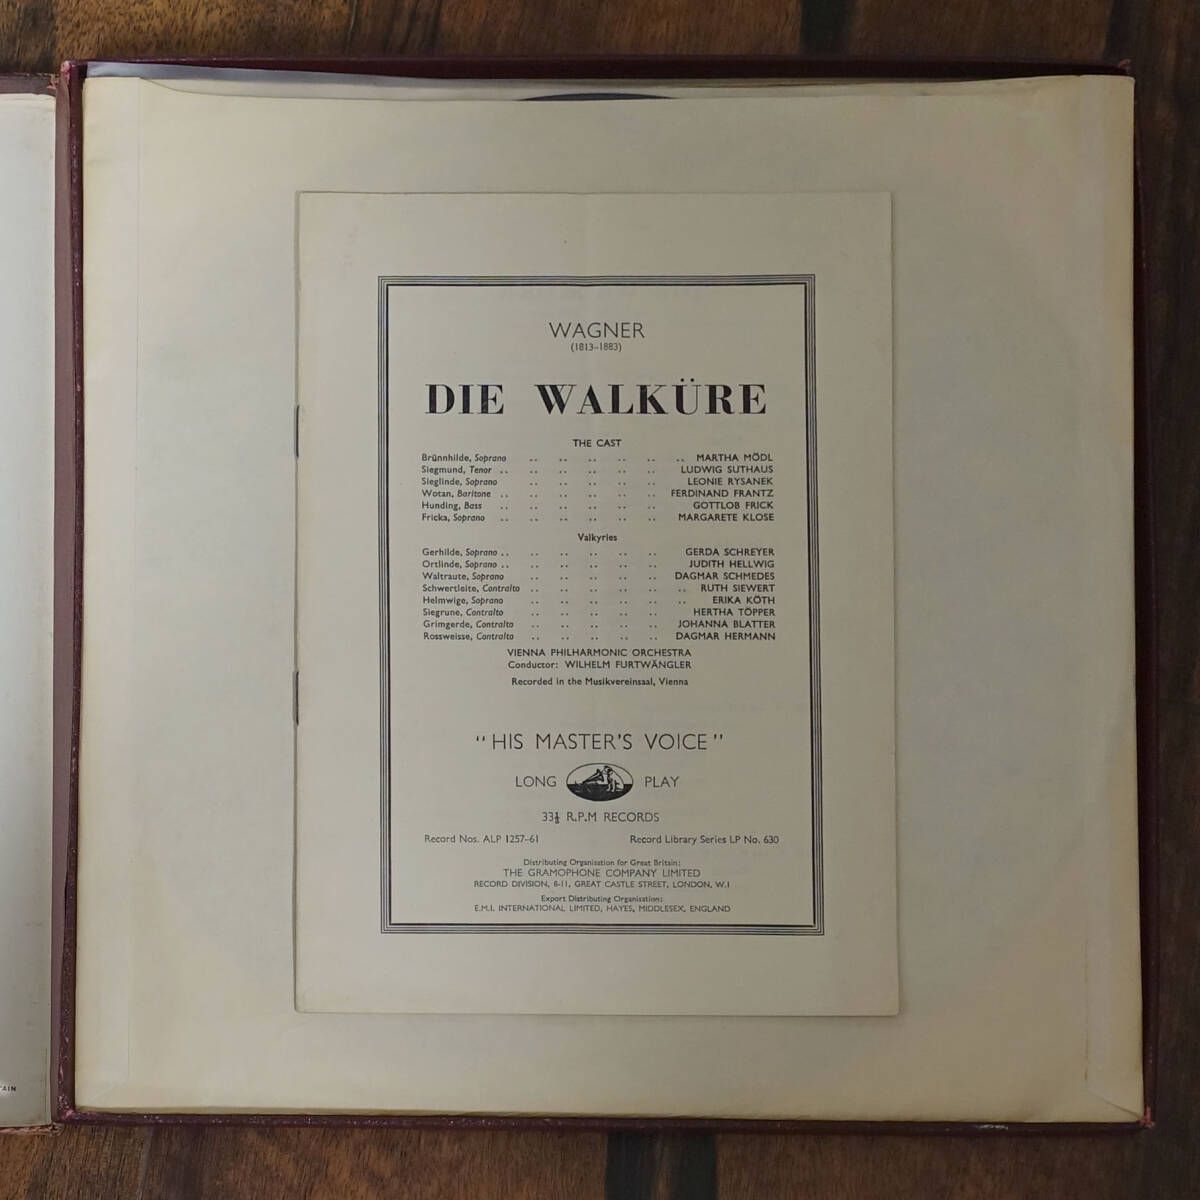 WAGNER
(1813–1883)
DIE WALKÜRE
THE CAST
Brünnhilde, Soprano .. .. .. .. .. .. MARTHA MÖDL
Siegmund, Tenor .. .. .. .. .. .. LUDWIG SUTHAUS
Sieglinde, Soprano .. .. .. .. .. LEONIE RYSANEK
Wotan, Baritone .. .. .. .. .. .. FERDINAND FRANTZ
Hunding, Bass .. .. .. .. .. .. GOTTLOB FRICK
Fricka, Soprano .. .. .. .. .. .. MARGARETE KLOSE
Valkyries
Gerhilde, Soprano .. .. .. .. .. .. GERDA SCHREYER
Ortlinde, Soprano .. .. .. .. .. .. JUDITH HELLWIG
Waltraute, Soprano .. .. .. .. .. DAGMAR SCHMEDES
Schwertleite, Contralto .. .. .. .. .. .. RUTH SIEWERT
Helmwige, Soprano .. .. .. .. .. .. ERIKA KÖTH
Siegrune, Contralto .. .. .. .. .. HERTHA TÖPPER
Grimgerde, Contralto .. .. .. .. .. JOHANNA BLATTER
Rossweisse, Contralto .. .. .. .. .. DAGMAR HERMANN
VIENNA PHILHARMONIC ORCHESTRA
Conductor: WILHELM FURTWÄNGLER
Recorded in the Musikvereinsaal, Vienna
"HIS MASTER'S VOICE"
LONG PLAY
33⅓ R.P.M RECORDS
Record Nos. ALP 1257–61 Record Library Series LP No. 630
Distributing Organisation for Great Britain:
THE GRAMOPHONE COMPANY LIMITED
RECORD DIVISION, 8-11, GREAT CASTLE STREET, LONDON, W.1
Export Distributing Organisation:
E.M.I. INTERNATIONAL LIMITED, HAYES, MIDDLESEX, ENGLAND